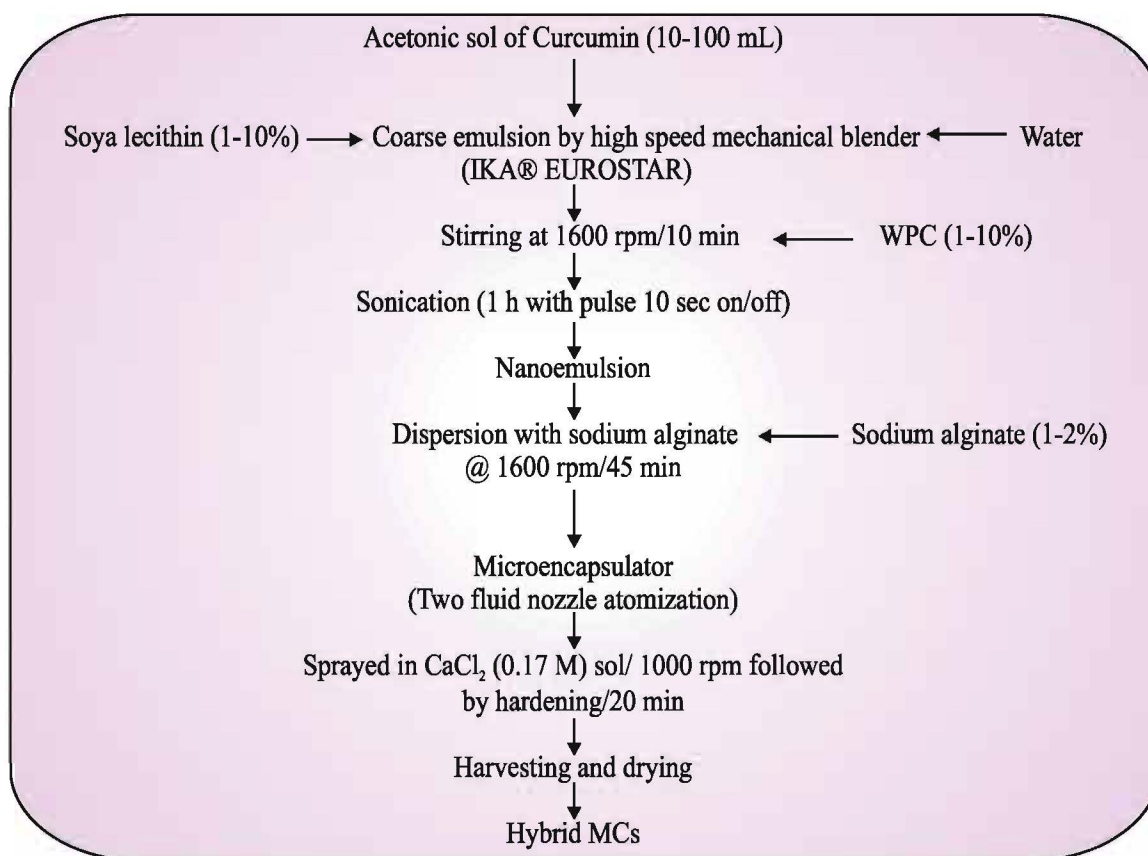 Acetonic sol of Curcumin (10-100 mL)
Soya lecithin (1-10%)
Coarse emulsion by high speed mechanical blender
(IKA® EUROSTAR)
Water
Stirring at 1600 rpm/10 min
WPC (1-10%)
Sonication (1 h with pulse 10 sec on/off)
Nanoemulsion
Dispersion with sodium alginate
@ 1600 rpm/45 min
Sodium alginate (1-2%)
Microencapsulator
(Two fluid nozzle atomization)
Sprayed in CaCl₂ (0.17 M) sol/ 1000 rpm followed
by hardening/20 min
Harvesting and drying
Hybrid MCs